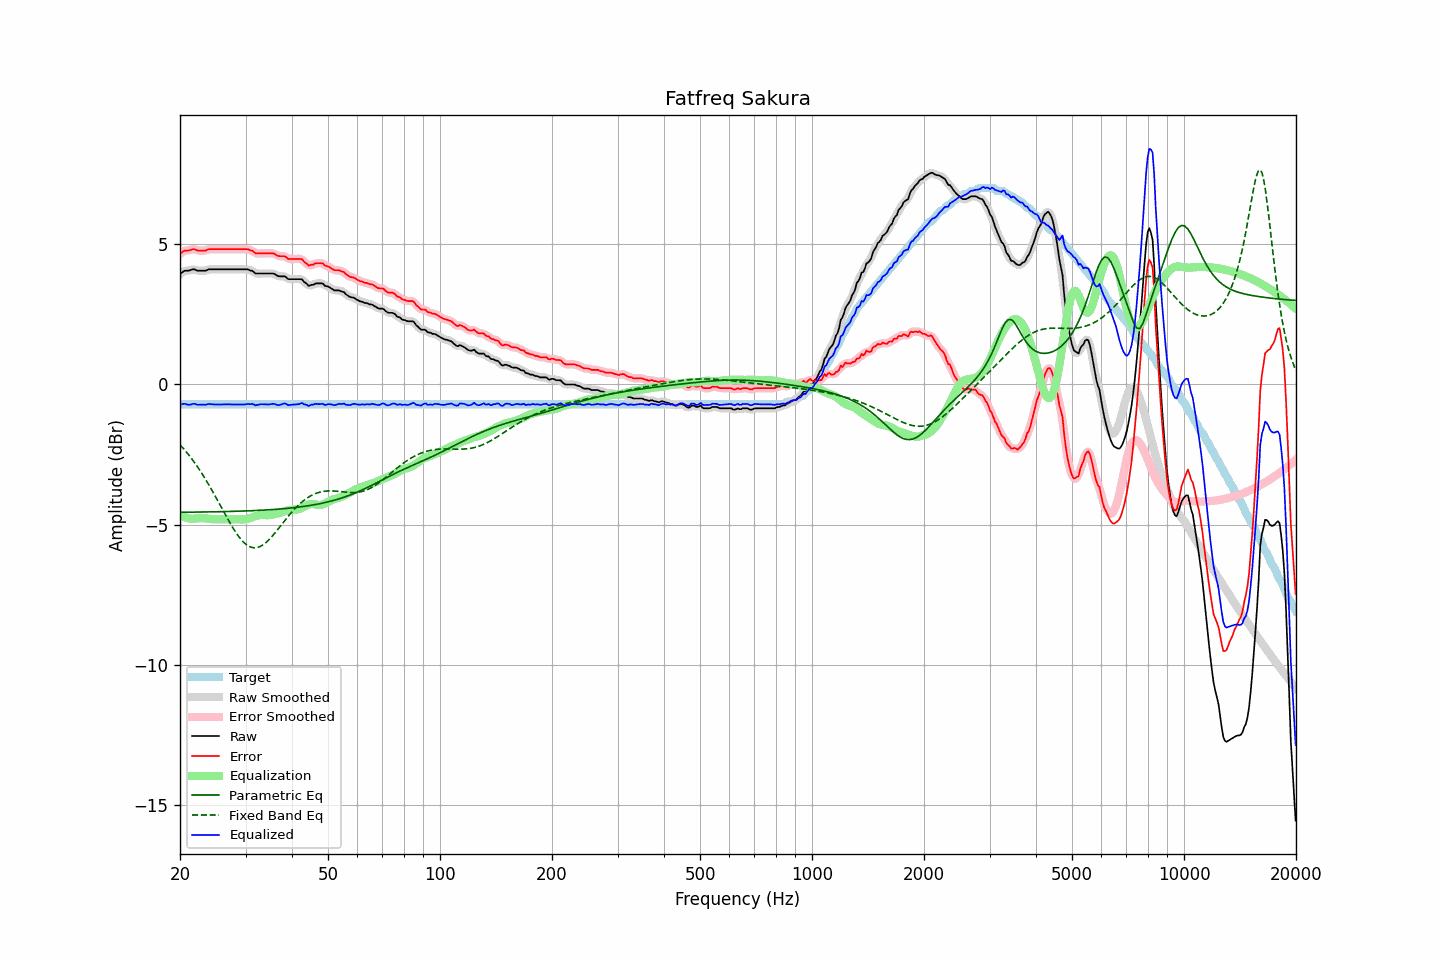 Fatfreq Sakura
Amplitude (dBr)
5
0
−5
−10
−15
Target
Raw Smoothed
Error Smoothed
Raw
Error
Equalization
Parametric Eq
Fixed Band Eq
Equalized
20 50 100 200 500 1000 2000 5000 10000 20000
Frequency (Hz)